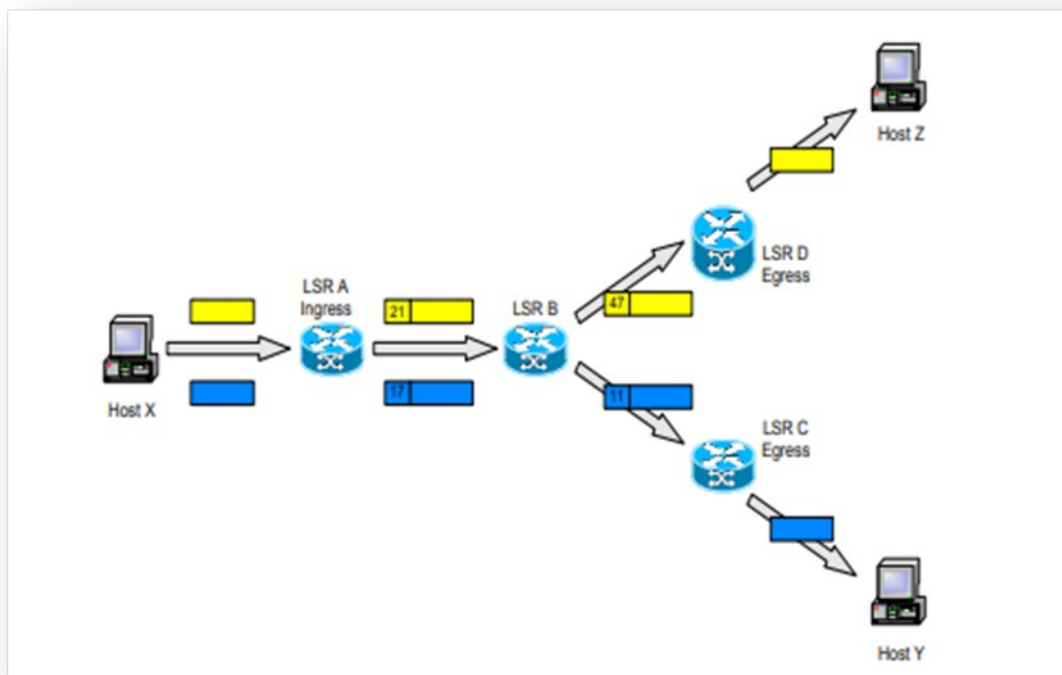 Host Z
LSR D
Egress
LSR A
Ingress
21
LSR B
47
Host X
17
11
LSR C
Egress
Host Y